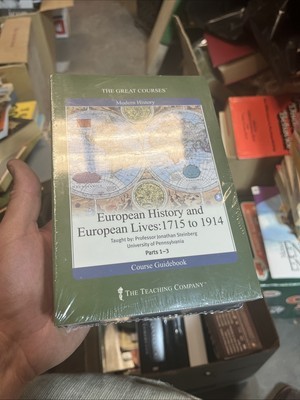 THE GREAT COURSES
Modern History
European History and
European Lives: 1715 to 1914
Taught by: Professor Jonathan Steinberg
University of Pennsylvania
Parts 1–3
Course Guidebook
THE TEACHING COMPANY